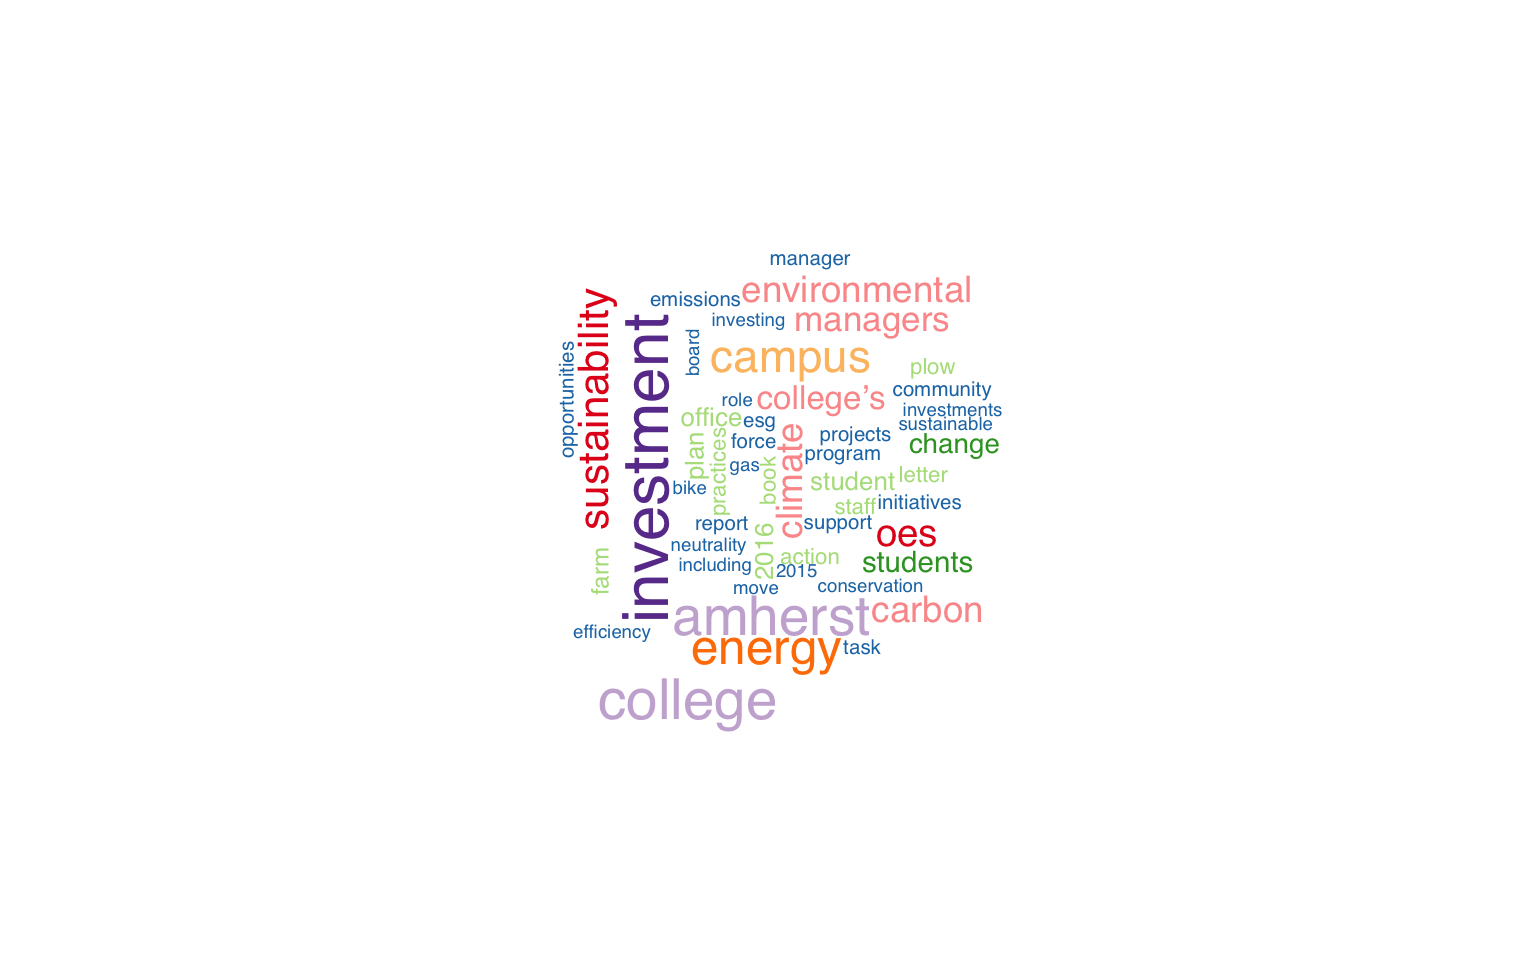 manager
environmental
emissions
investing
managers
sustainability
investment
board
opportunities
campus
plow
community
role
college’s
investments
office
esg
sustainable
plan
practices
force
climate
projects
change
program
gas
book
student
letter
bike
staff
initiatives
report
2016
support
oes
neutrality
action
students
farm
including
2015
move
conservation
amherst
carbon
efficiency
energy
task
college